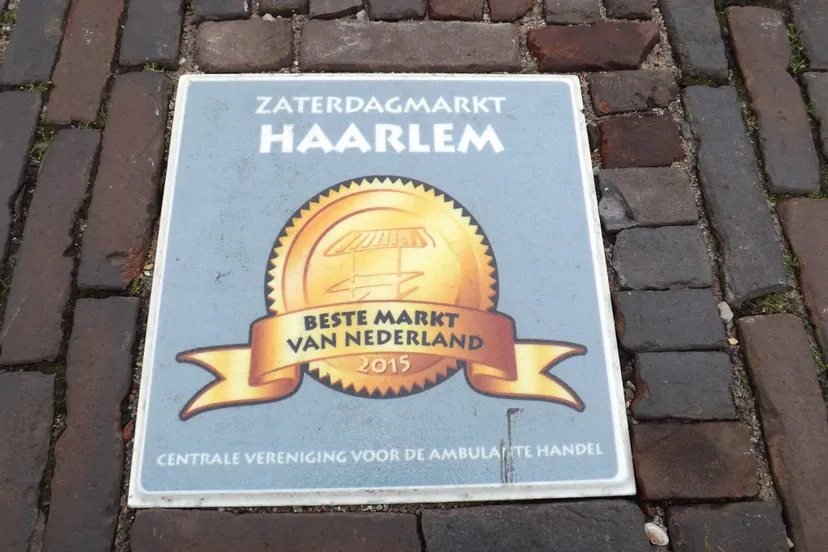 ZATERDAGMARKT
HAARLEM
BESTE MARKT
VAN NEDERLAND
2015
CENTRALE VERENIGING VOOR DE AMBULANTE HANDEL